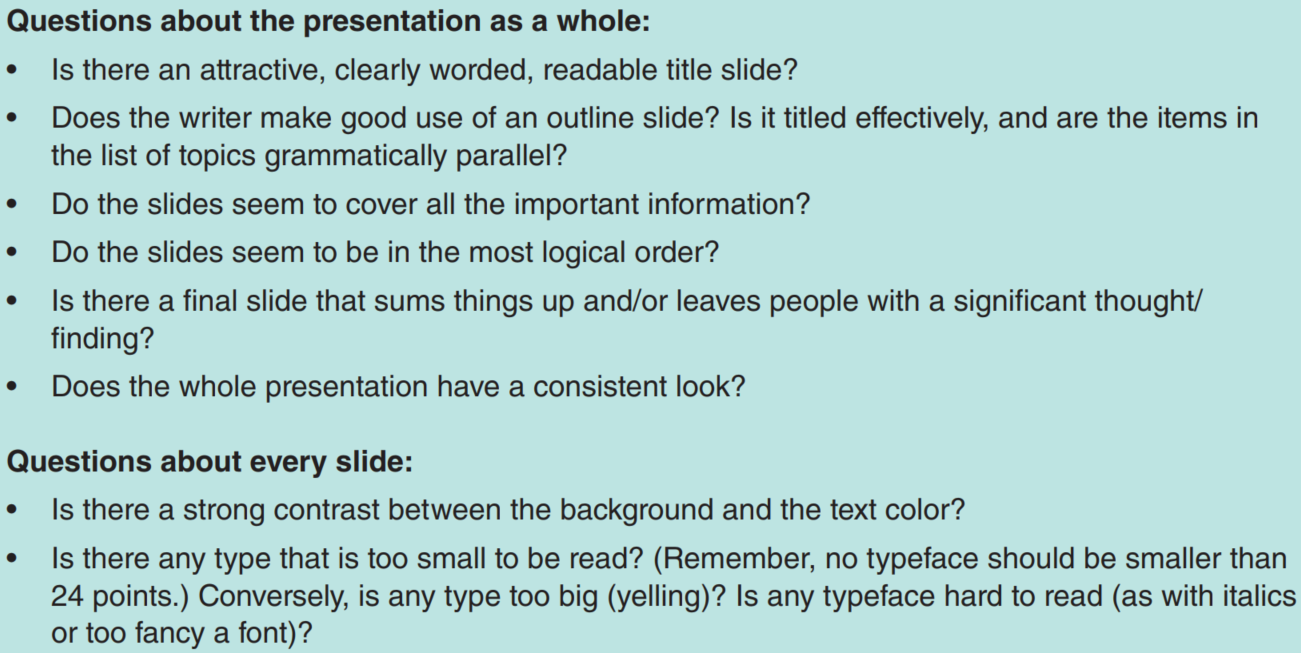 Questions about the presentation as a whole:
• Is there an attractive, clearly worded, readable title slide?
• Does the writer make good use of an outline slide? Is it titled effectively, and are the items in
the list of topics grammatically parallel?
• Do the slides seem to cover all the important information?
• Do the slides seem to be in the most logical order?
• Is there a final slide that sums things up and/or leaves people with a significant thought/
finding?
• Does the whole presentation have a consistent look?
Questions about every slide:
• Is there a strong contrast between the background and the text color?
• Is there any type that is too small to be read? (Remember, no typeface should be smaller than
24 points.) Conversely, is any type too big (yelling)? Is any typeface hard to read (as with italics
or too fancy a font)?